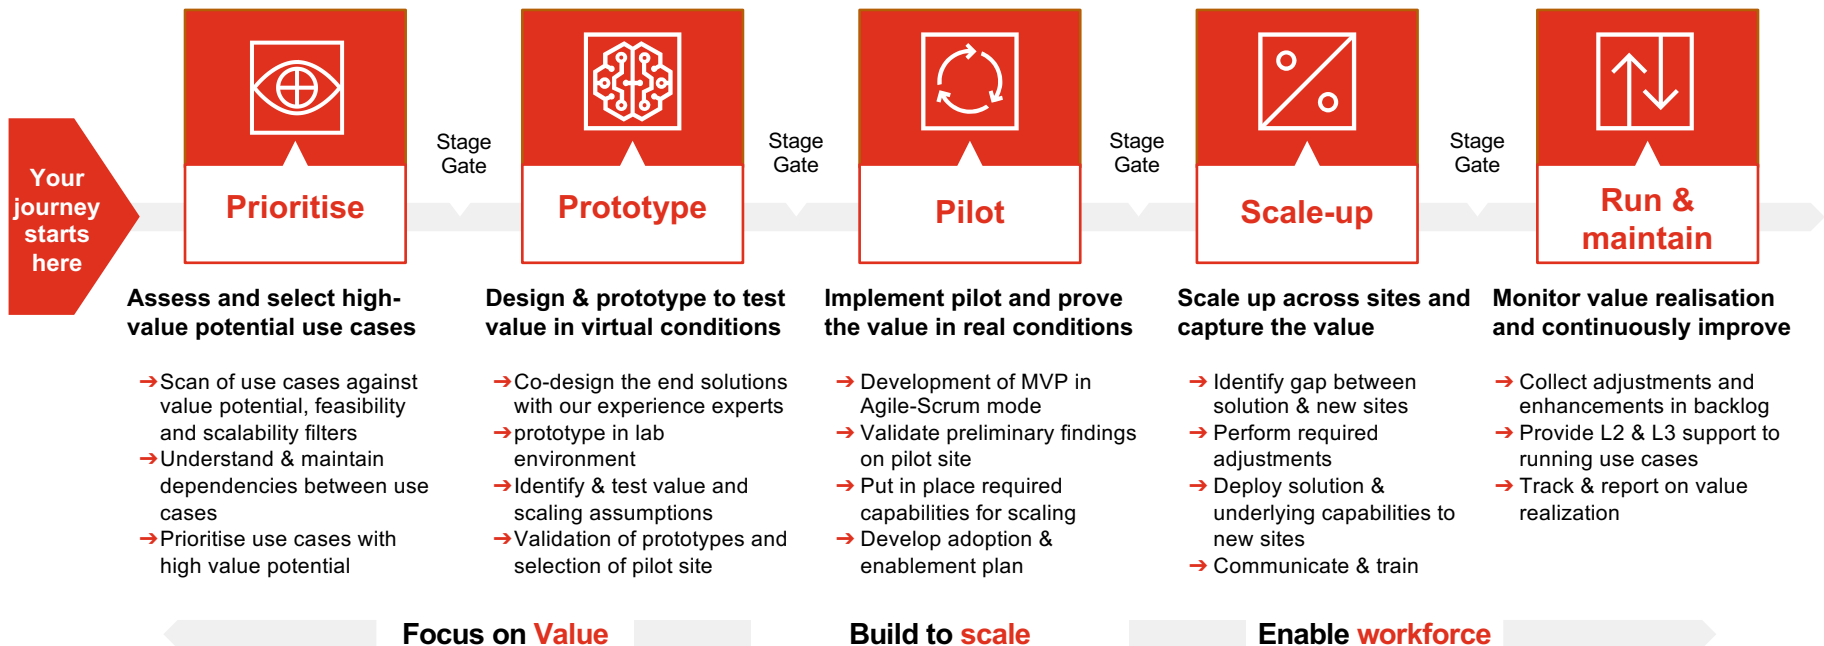 Your
journey
starts
here
Prioritise
Assess and select high-
value potential use cases
➔Scan of use cases against
value potential, feasibility
and scalability filters
➔Understand & maintain
dependencies between use
cases
➔Prioritise use cases with
high value potential
Stage
Gate
Prototype
Design & prototype to test
value in virtual conditions
➔Co-design the end solutions
with our experience experts
➔prototype in lab
environment
➔Identify & test value and
scaling assumptions
➔Validation of prototypes and
selection of pilot site
Stage
Gate
Pilot
Implement pilot and prove
the value in real conditions
➔ Development of MVP in
Agile-Scrum mode
➔ Validate preliminary findings
on pilot site
➔ Put in place required
capabilities for scaling
➔ Develop adoption &
enablement plan
Stage
Gate
Scale-up
Scale up across sites and
capture the value
➔ Identify gap between
solution & new sites
➔ Perform required
adjustments
➔ Deploy solution &
underlying capabilities to
new sites
➔ Communicate & train
Stage
Gate
Run &
maintain
Monitor value realisation
and continuously improve
➔ Collect adjustments and
enhancements in backlog
➔ Provide L2 & L3 support to
running use cases
➔ Track & report on value
realization
Focus on Value
Build to scale
Enable workforce